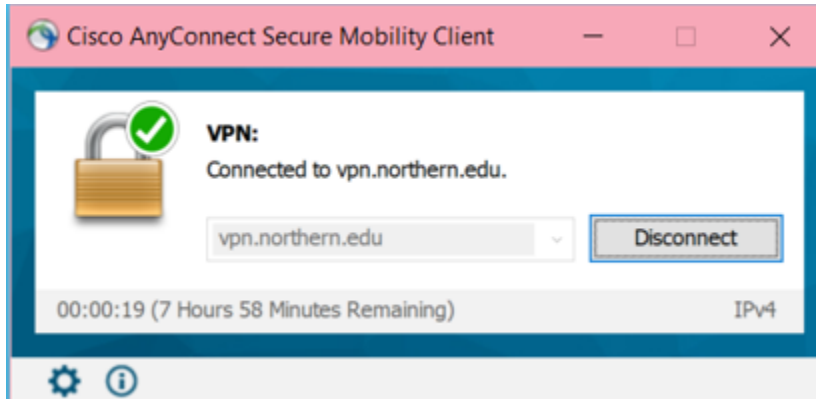 Cisco AnyConnect Secure Mobility Client
VPN:
Connected to vpn.northern.edu.
vpn.northern.edu
Disconnect
00:00:19 (7 Hours 58 Minutes Remaining)
IPv4